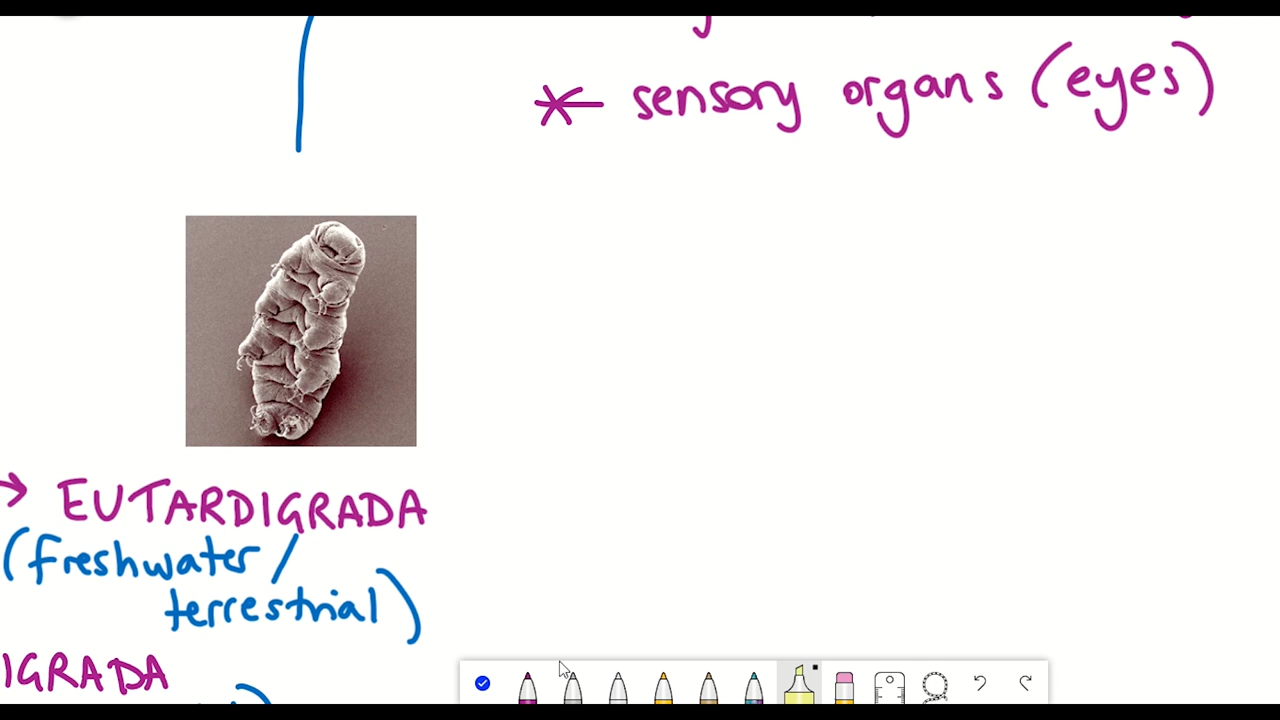 * sensory organs (eyes)
→ EUTARDIGRADA
(freshwater /
terrestrial)
IGRADA